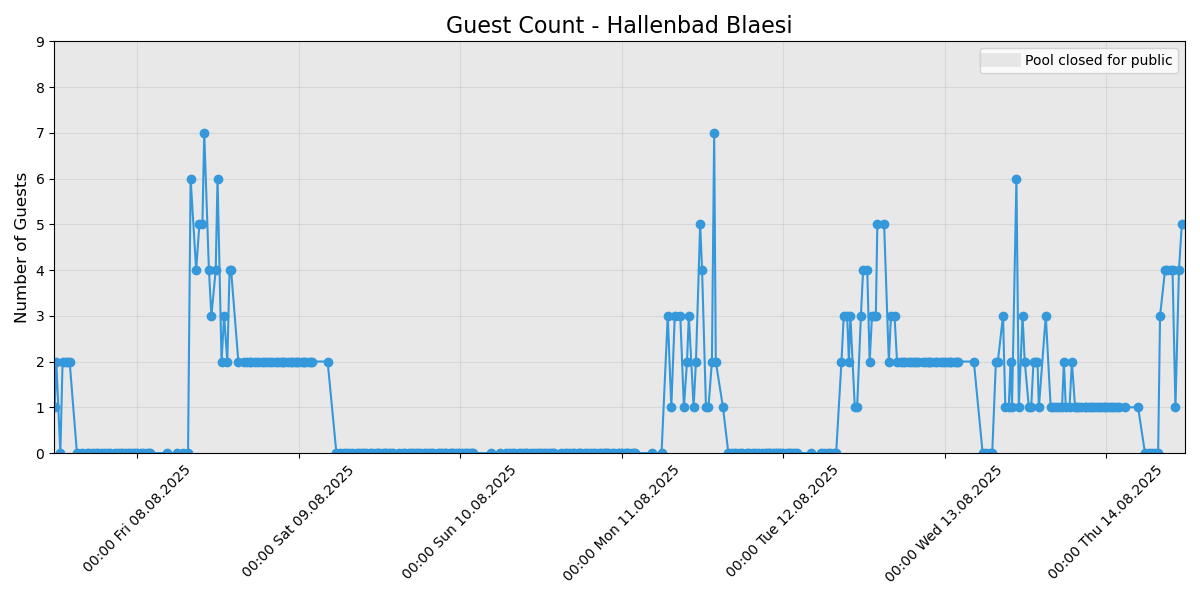 Guest Count - Hallenbad Blaesi
Pool closed for public
Number of Guests
9
8
7
6
5
4
3
2
1
0
00:00 Fri 08.08.2025
00:00 Sat 09.08.2025
00:00 Sun 10.08.2025
00:00 Mon 11.08.2025
00:00 Tue 12.08.2025
00:00 Wed 13.08.2025
00:00 Thu 14.08.2025